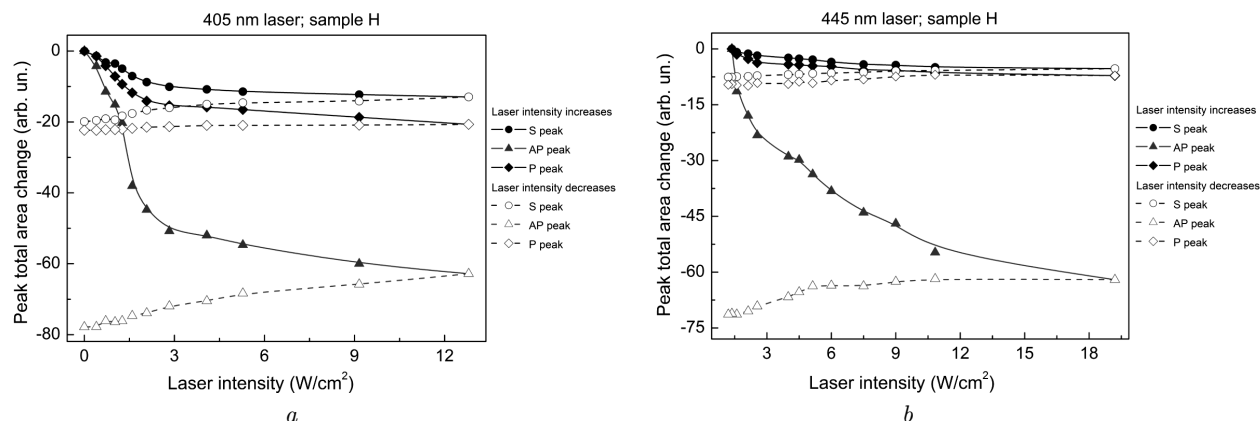 405 nm laser; sample H
Peak total area change (arb. un.)
0
-20
-40
-60
-80
0 3 6 9 12
Laser intensity (W/cm²)
Laser intensity increases
S peak
AP peak
P peak
Laser intensity decreases
S peak
AP peak
P peak
a
445 nm laser; sample H
Peak total area change (arb. un.)
0
-15
-30
-45
-60
-75
3 6 9 12 15 18
Laser intensity (W/cm²)
Laser intensity increases
S peak
AP peak
P peak
Laser intensity decreases
S peak
AP peak
P peak
b